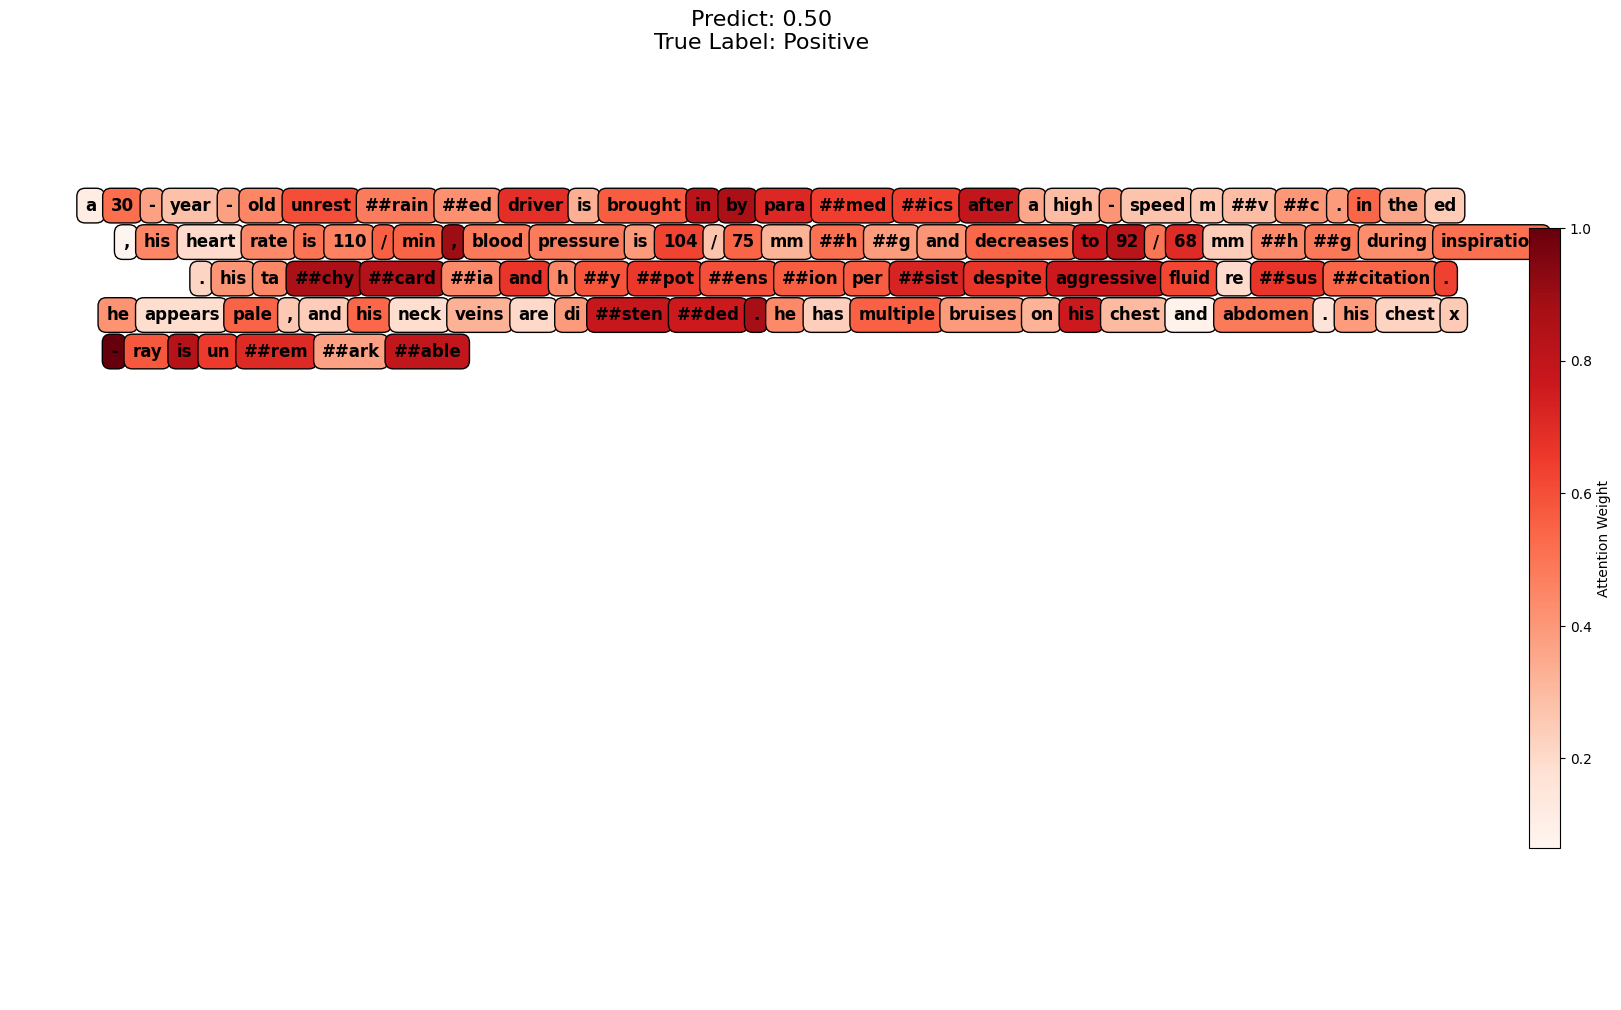 Predict: 0.50
True Label: Positive
a 30 - year - old unrest ##rain ##ed driver is brought in by para ##med ##ics after a high - speed m ##v ##c . in the ed
, his heart rate is 110 / min , blood pressure is 104 / 75 mm ##h ##g and decreases to 92 / 68 mm ##h ##g during inspiratio
. his ta ##chy ##card ##ia and h ##y ##pot ##ens ##ion per ##sist despite aggressive fluid re ##sus ##citation .
he appears pale , and his neck veins are di ##sten ##ded . he has multiple bruises on his chest and abdomen . his chest x
- ray is un ##rem ##ark ##able
1.0
0.8
0.6
0.4
0.2
Attention Weight